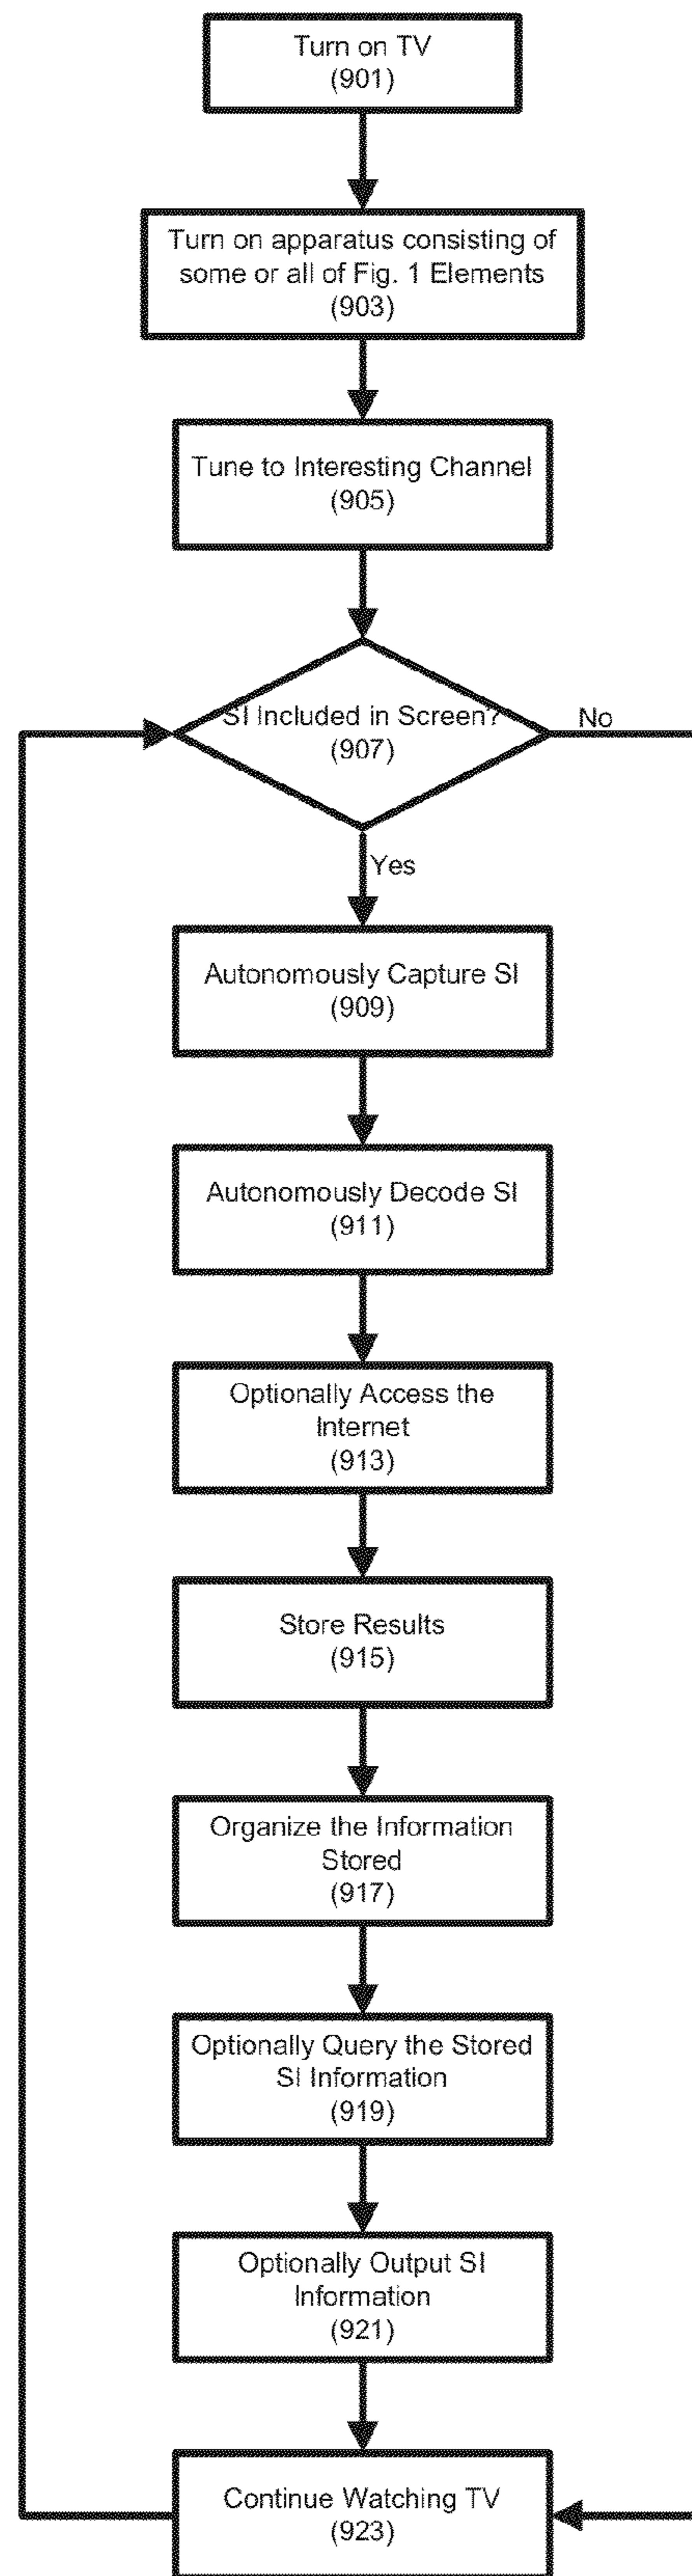 Turn on TV
(901)
Turn on apparatus consisting of
some or all of Fig. 1 Elements
(903)
Tune to Interesting Channel
(905)
SI Included in Screen?
(907)
No
Yes
Autonomously Capture SI
(909)
Autonomously Decode SI
(911)
Optionally Access the
Internet
(913)
Store Results
(915)
Organize the Information
Stored
(917)
Optionally Query the Stored
SI Information
(919)
Optionally Output SI
Information
(921)
Continue Watching TV
(923)